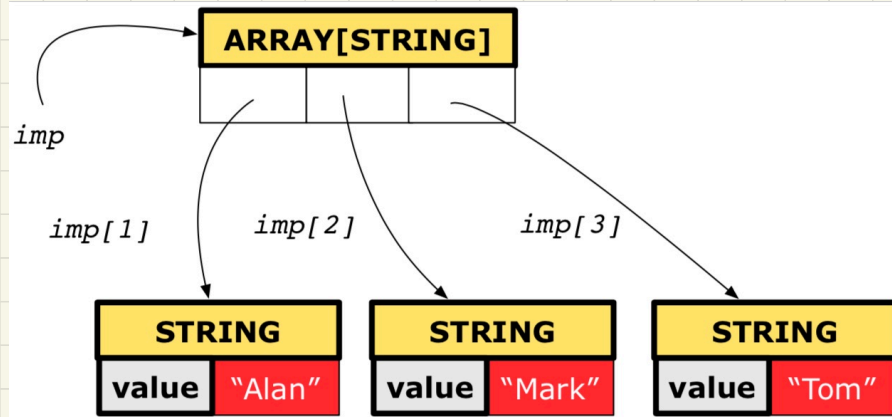 ARRAY[STRING]
imp
imp[1] imp[2] imp[3]
STRING STRING STRING
value “Alan” value “Mark” value “Tom”